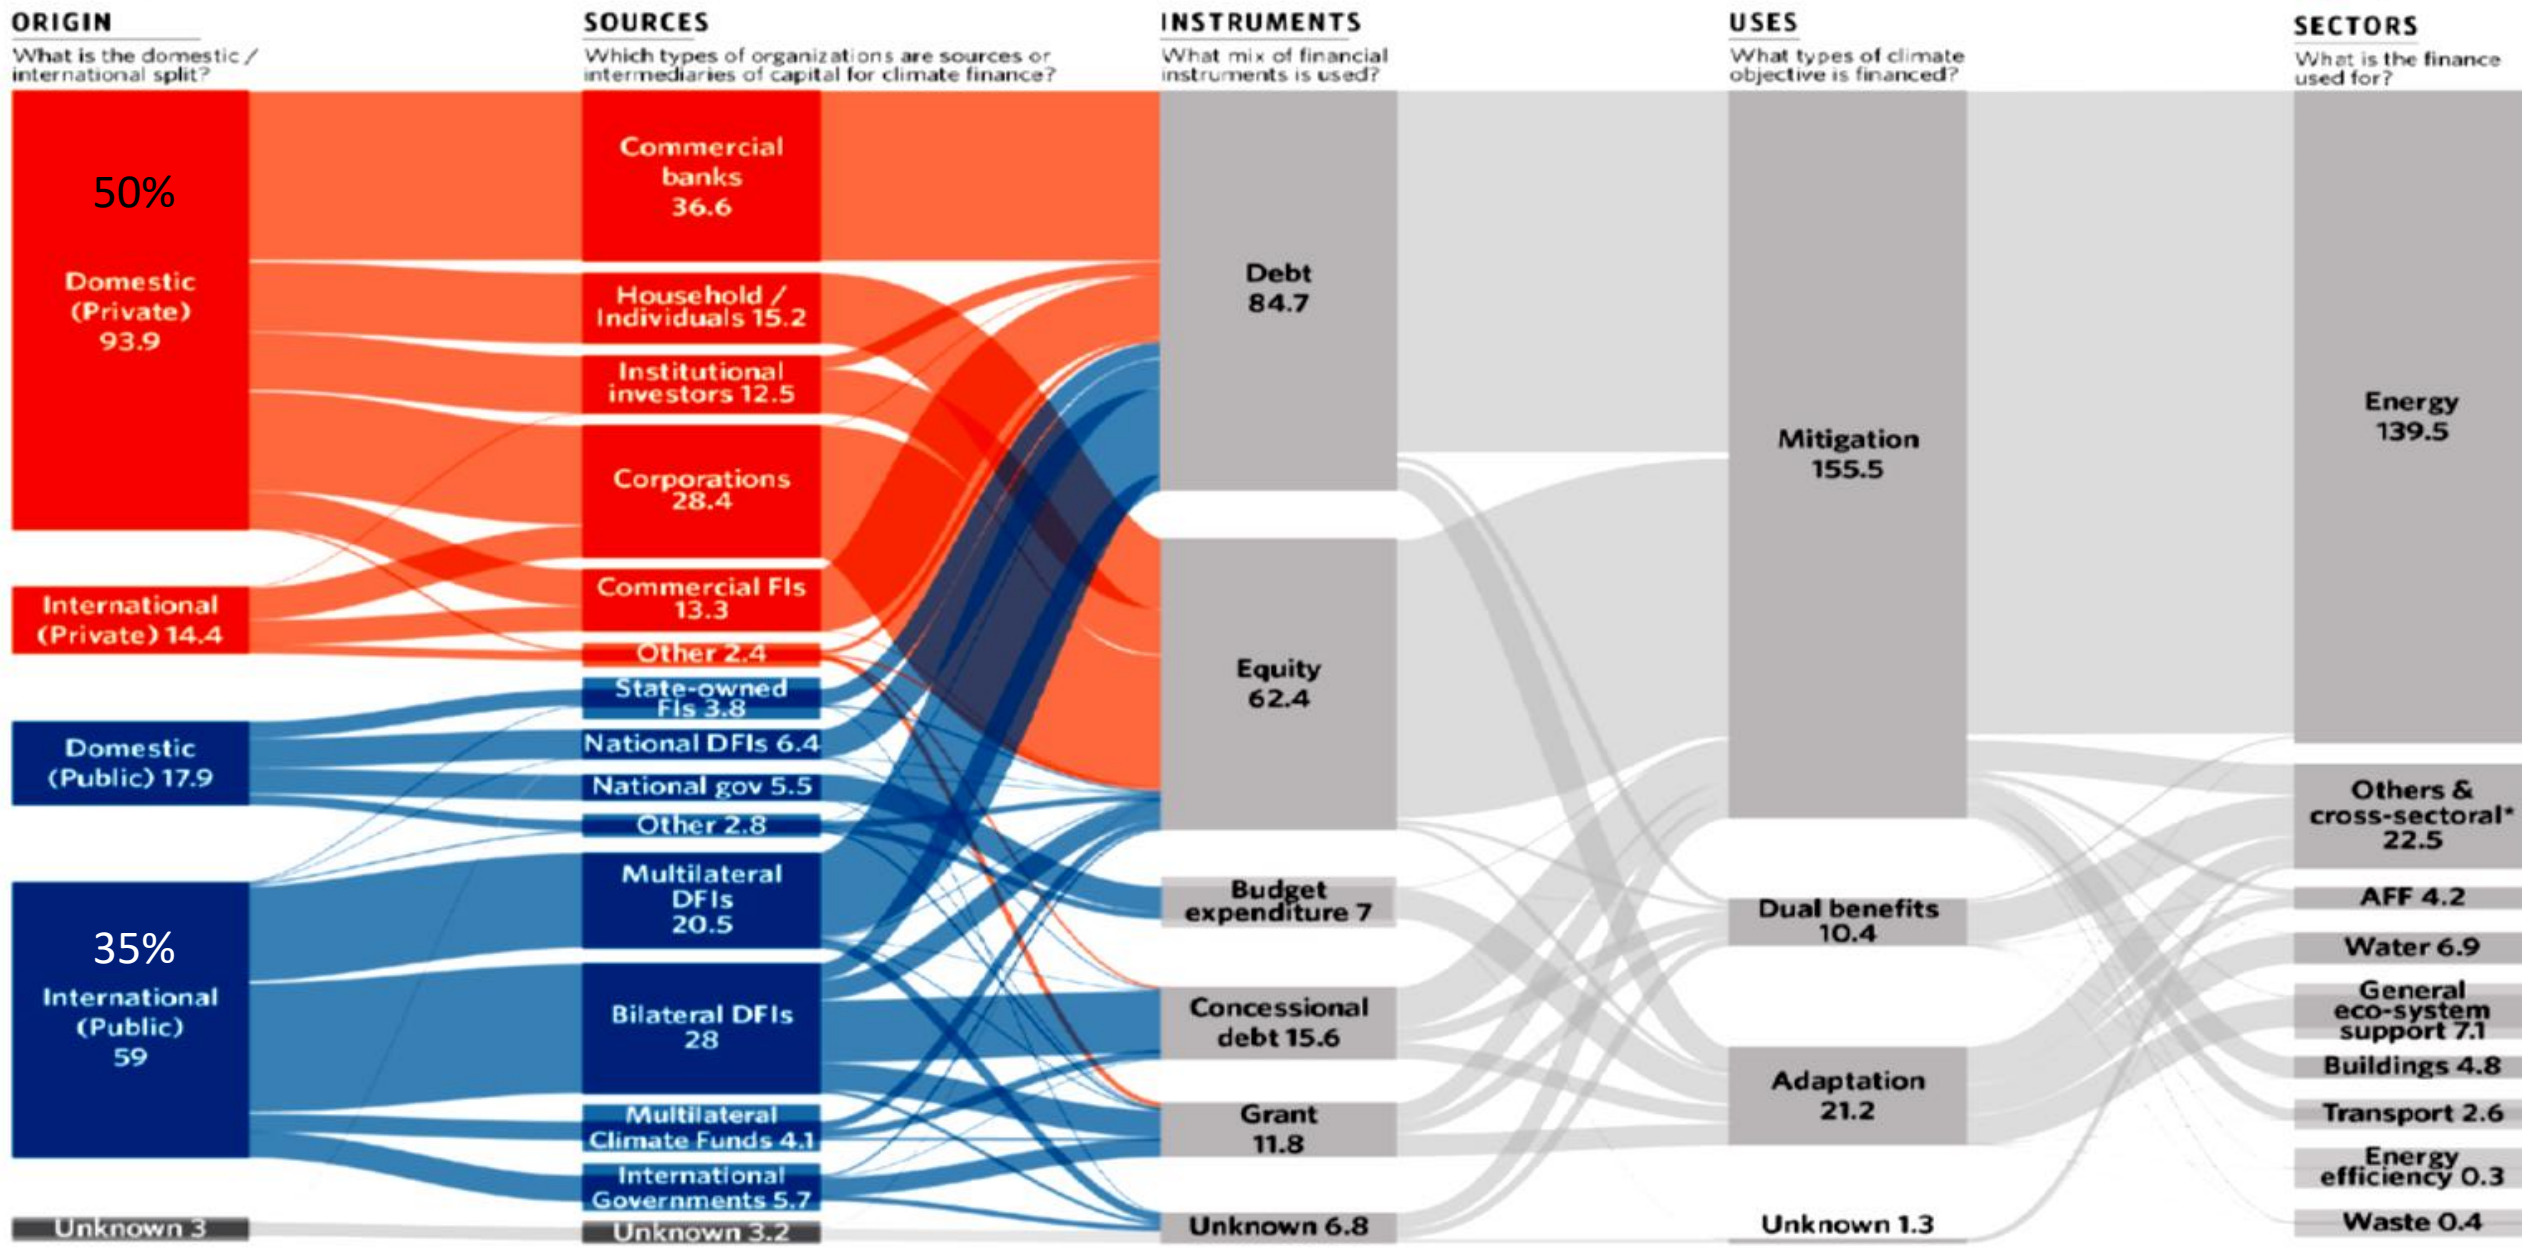 ORIGIN
What is the domestic /
international split?
50%
Domestic
(Private)
93.9
International
(Private) 14.4
Domestic
(Public) 17.9
35%
International
(Public)
59
Unknown 3
SOURCES
Which types of organizations are sources or
intermediaries of capital for climate finance?
Commercial
banks
36.6
Household /
Individuals 15.2
Institutional
investors 12.5
Corporations
28.4
Commercial FIs
13.3
Other 2.4
State-owned
FIs 3.8
National DFIs 6.4
National gov 5.5
Other 2.8
Multilateral
DFIs
20.5
Bilateral DFIs
28
Multilateral
Climate Funds 4.1
International
Governments 5.7
Unknown 3.2
INSTRUMENTS
What mix of financial
instruments is used?
Debt
84.7
Equity
62.4
Budget
expenditure 7
Concessional
debt 15.6
Grant
11.8
Unknown 6.8
USES
What types of climate
objective is financed?
Mitigation
155.5
Dual benefits
10.4
Adaptation
21.2
Unknown 1.3
SECTORS
What is the finance
used for?
Energy
139.5
Others &
cross-sectoral*
22.5
AFF 4.2
Water 6.9
General
eco-system
support 7.1
Buildings 4.8
Transport 2.6
Energy
efficiency 0.3
Waste 0.4